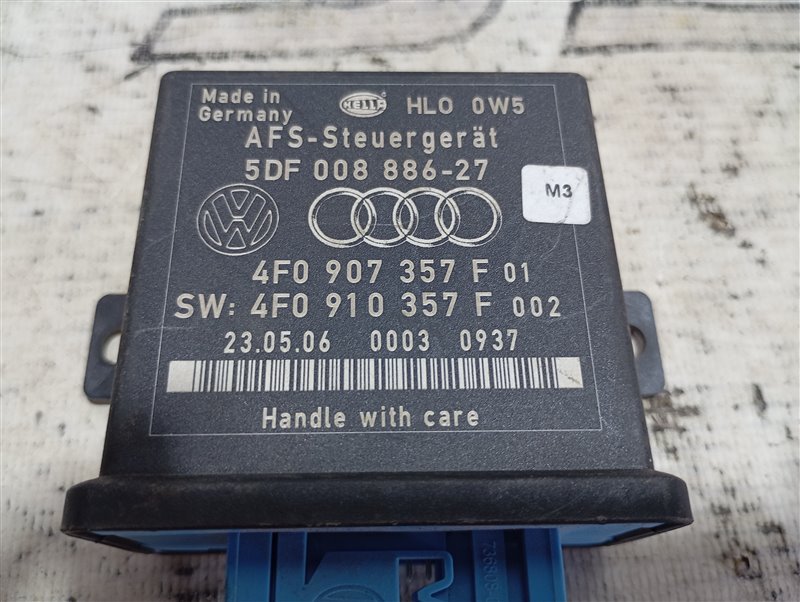 Made in
Germany
HELLA
HLO 0W5
AFS-Steuergerät
5DF 008 886-27
M3
4F0 907 357 F 01
SW: 4F0 910 357 F 002
23.05.06 0003 0937
Handle with care